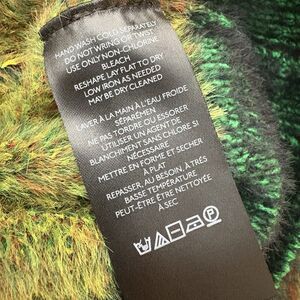 HAND WASH COLD SEPARATELY
DO NOT WRING OR TWIST
USE ONLY NON-CHLORINE
BLEACH
RESHAPE LAY FLAT TO DRY
LOW IRON AS NEEDED
MAY BE DRY CLEANED
LAVER À LA MAIN À L'EAU FROIDE
SÉPARÉMEN
NE PAS TORDRE OU ESSORER
UTILISER UN AGENT DE
BLANCHIMENT SANS CHLORE SI
NÉCESSAIRE
METTRE EN FORME ET SECHER
À PLAT
REPASSER, AU BESOIN, À TRÈS
BASSE TEMPÉRATURE
PEUT-ÊTRE ÊTRE NETTOYÉE
À SEC
P